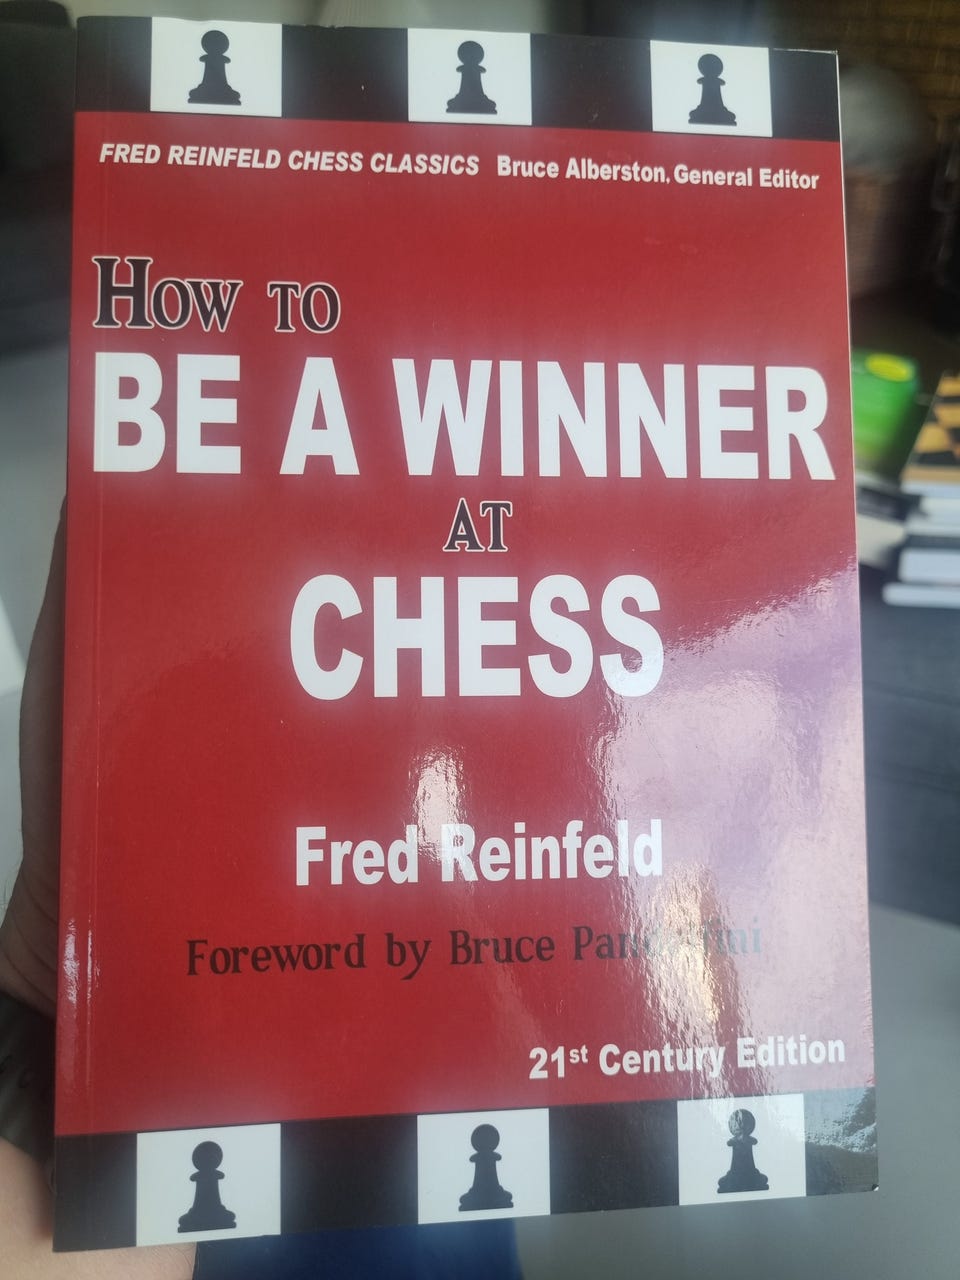 FRED REINFELD CHESS CLASSICS Bruce Alberston, General Editor
How to
BE A WINNER
AT
CHESS
Fred Reinfeld
Foreword by Bruce Pandolfini
21st Century Edition